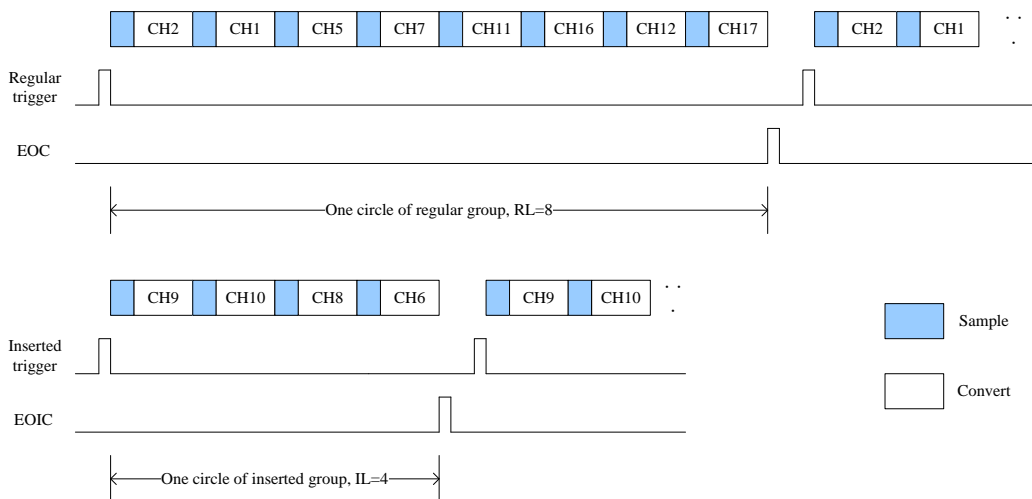 CH2 CH1 CH5 CH7 CH11 CH16 CH12 CH17 CH2 CH1 . . .
Regular
trigger
EOC
One circle of regular group, RL=8
CH9 CH10 CH8 CH6 CH9 CH10 . . .
Sample
Inserted
trigger
Convert
EOIC
One circle of inserted group, IL=4